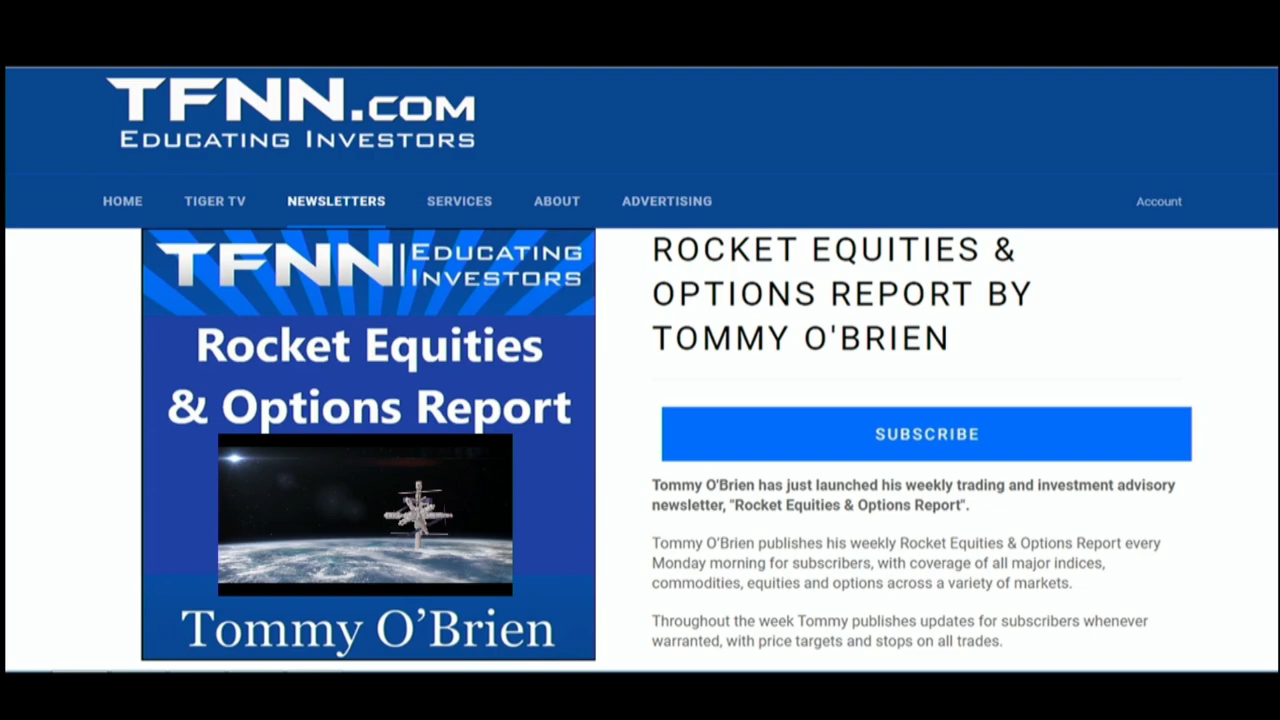 TFNN.COM
EDUCATING INVESTORS
HOME TIGER TV NEWSLETTERS SERVICES ABOUT ADVERTISING Account
TFNN EDUCATING
INVESTORS
Rocket Equities
& Options Report
Tommy O’Brien
ROCKET EQUITIES &
OPTIONS REPORT BY
TOMMY O'BRIEN
SUBSCRIBE
Tommy O'Brien has just launched his weekly trading and investment advisory
newsletter, "Rocket Equities & Options Report".
Tommy O'Brien publishes his weekly Rocket Equities & Options Report every
Monday morning for subscribers, with coverage of all major indices,
commodities, equities and options across a variety of markets.
Throughout the week Tommy publishes updates for subscribers whenever
warranted, with price targets and stops on all trades.